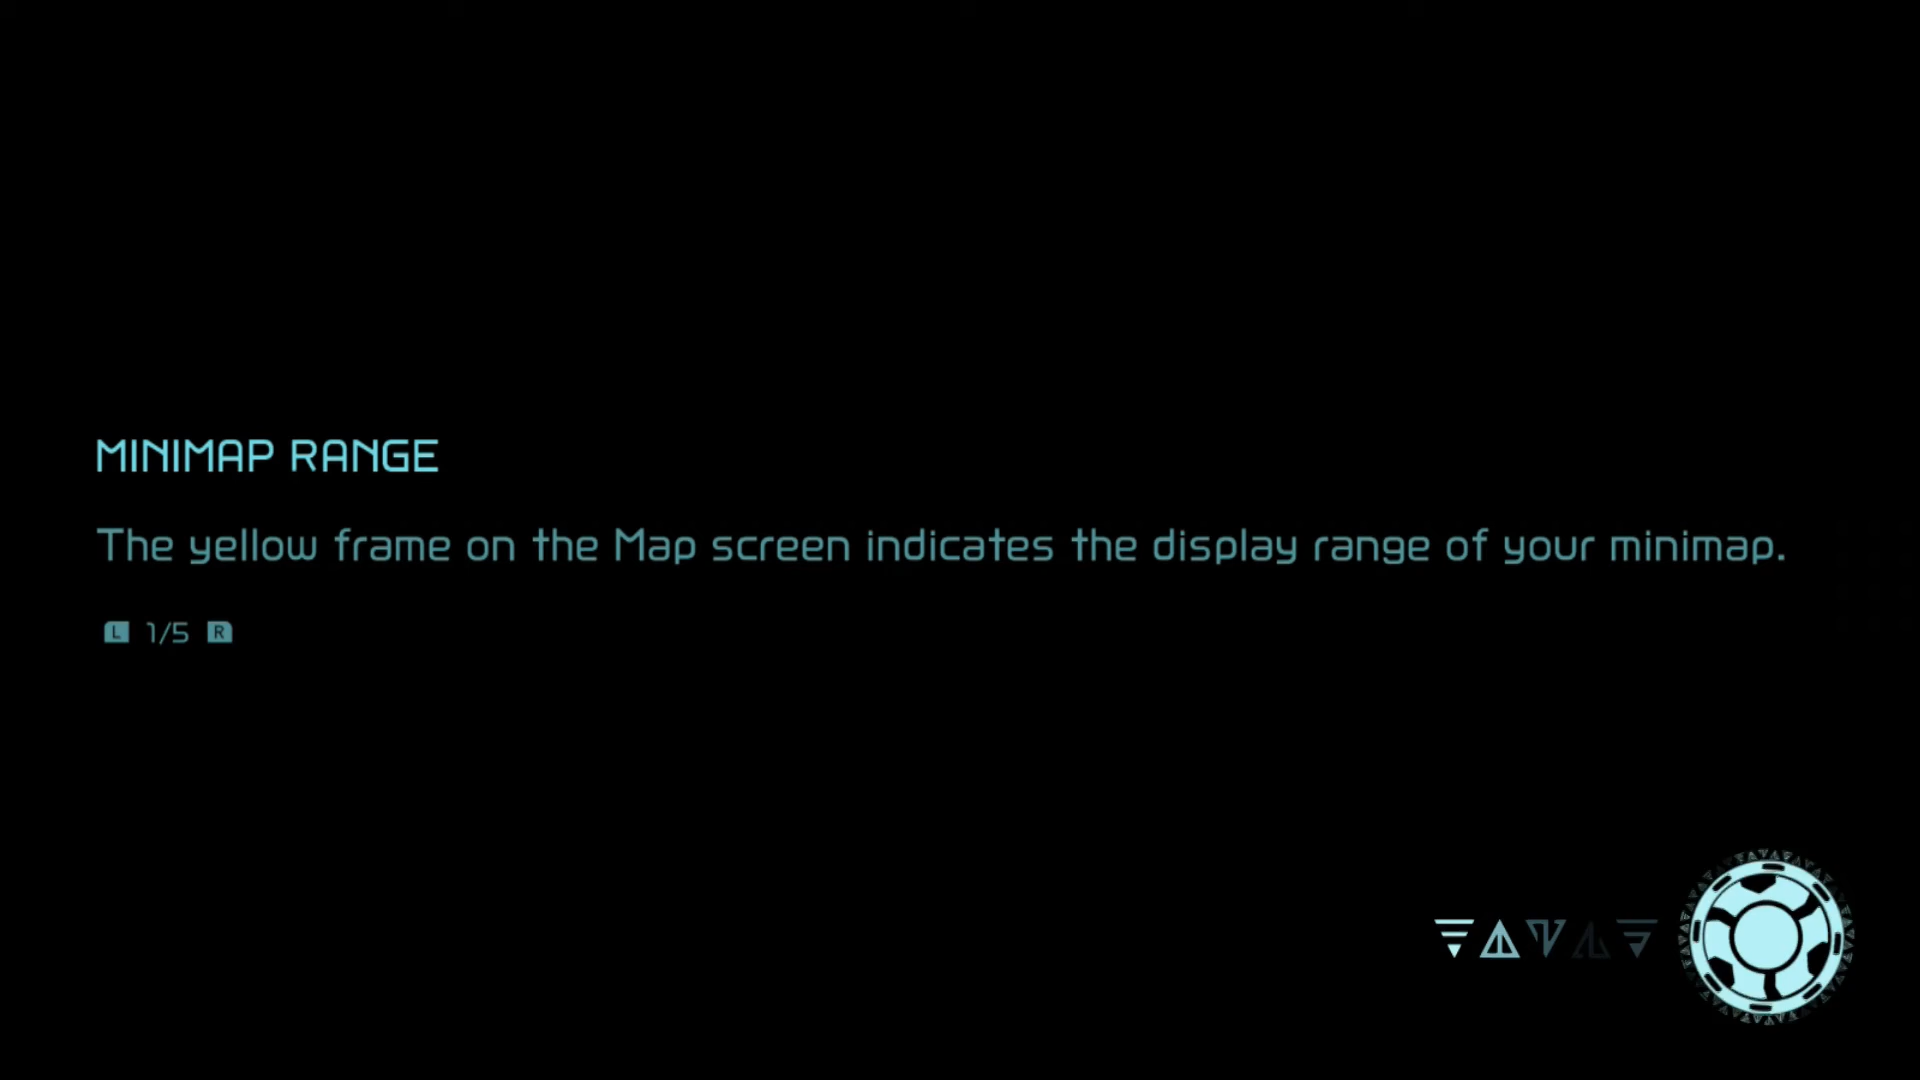 MINIMAP RANGE
The yellow frame on the Map screen indicates the display range of your minimap.
L 1/5 R